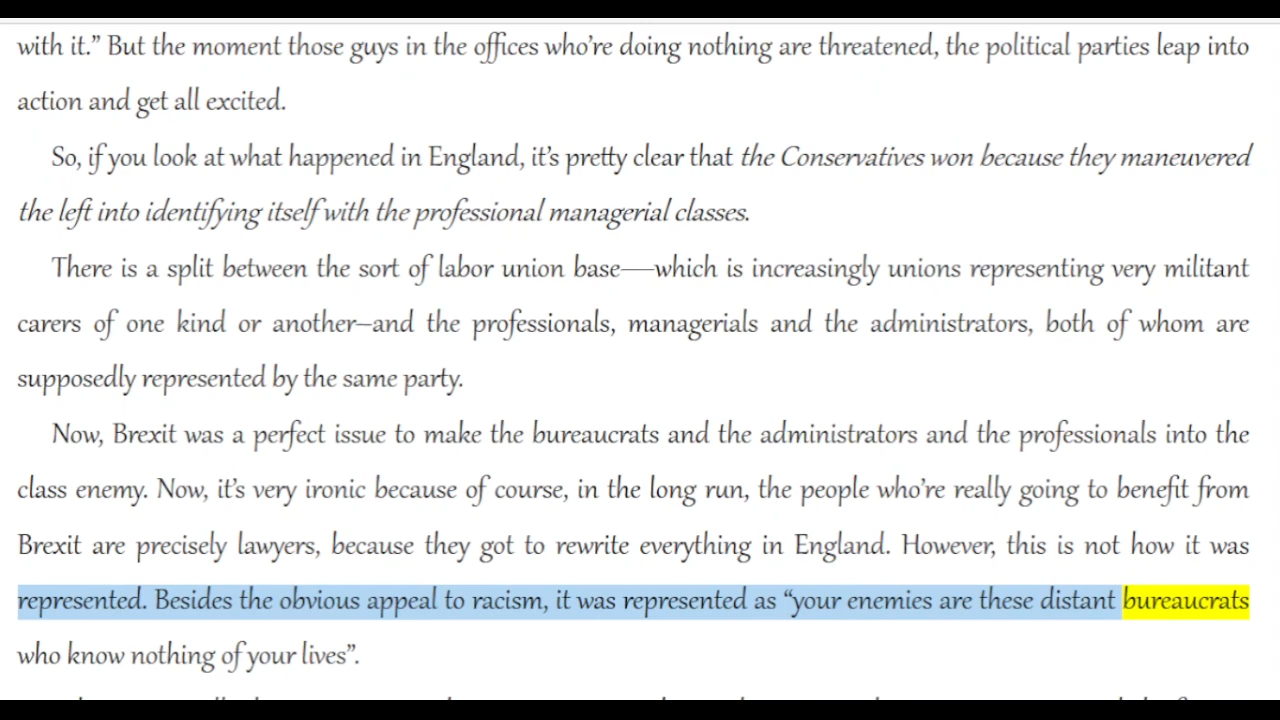 with it.” But the moment those guys in the offices who’re doing nothing are threatened, the political parties leap into
action and get all excited.
So, if you look at what happened in England, it’s pretty clear that the Conservatives won because they maneuvered
the left into identifying itself with the professional managerial classes.
There is a split between the sort of labor union base—which is increasingly unions representing very militant
carers of one kind or another—and the professionals, managerials and the administrators, both of whom are
supposedly represented by the same party.
Now, Brexit was a perfect issue to make the bureaucrats and the administrators and the professionals into the
class enemy. Now, it’s very ironic because of course, in the long run, the people who’re really going to benefit from
Brexit are precisely lawyers, because they got to rewrite everything in England. However, this is not how it was
represented. Besides the obvious appeal to racism, it was represented as “your enemies are these distant bureaucrats
who know nothing of your lives”.